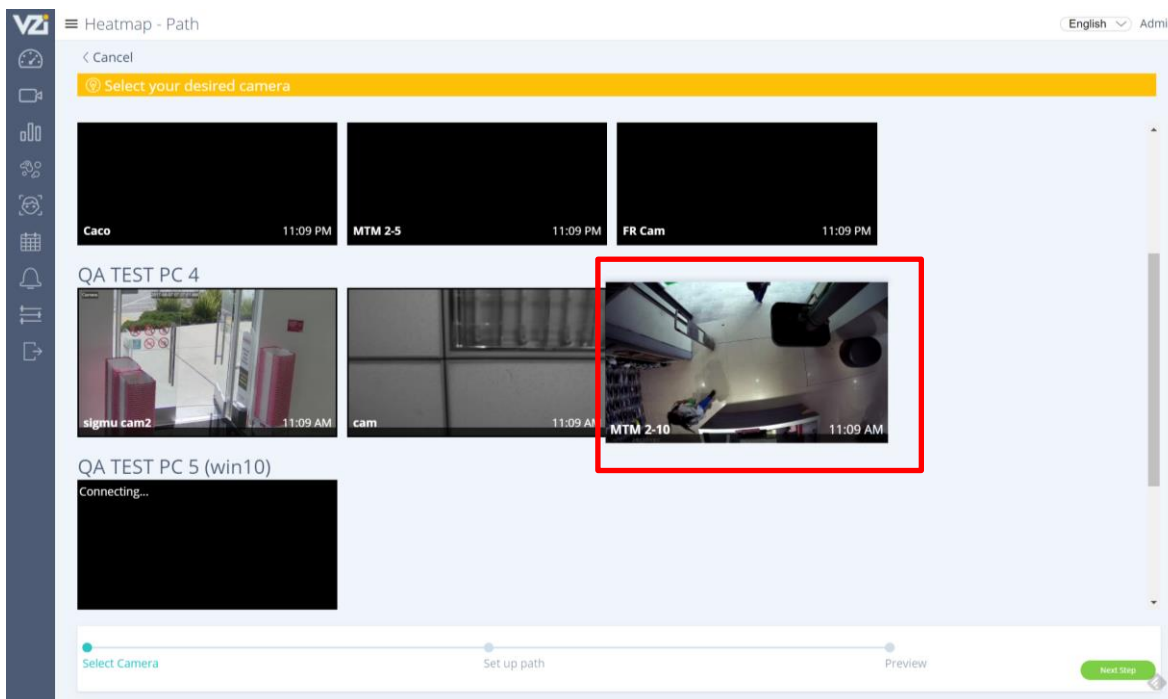 VZi
Heatmap - Path
English
Admi
Cancel
Select your desired camera
Caco 11:09 PM
MTM 2-5 11:09 PM
FR Cam 11:09 PM
QA TEST PC 4
Camera
sigmu cam2 11:09 AM
cam 11:09 AM
MTM 2-10 11:09 AM
QA TEST PC 5 (win10)
Connecting...
Select Camera
Set up path
Preview
Next Step